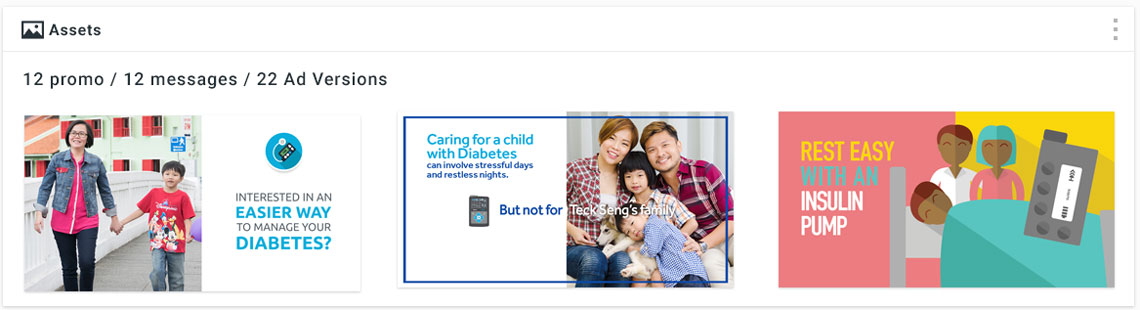 Assets
12 promo / 12 messages / 22 Ad Versions
INTERESTED IN AN
EASIER WAY
TO MANAGE YOUR
DIABETES?
Caring for a child
with Diabetes
can involve stressful days
and restless nights.
But not for Teck Seng's family
REST EASY
WITH AN
INSULIN
PUMP